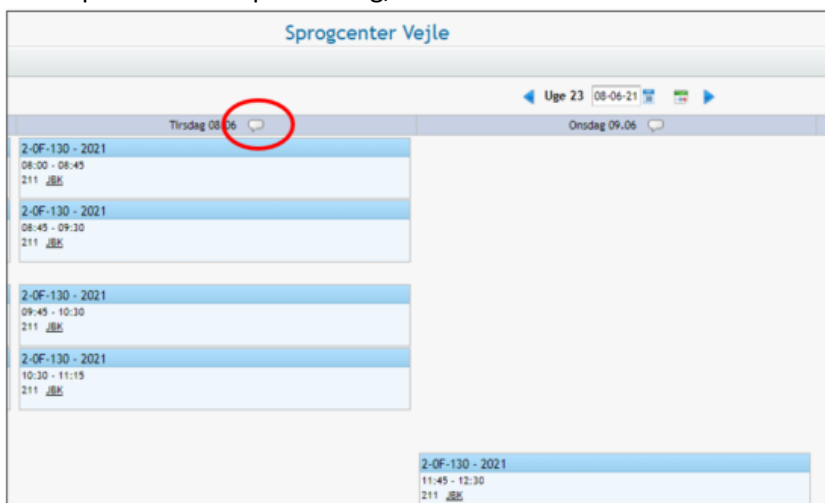 Sprogcenter Vejle
Uge 23 08-06-21
Tirsdag 08.06
Onsdag 09.06
2-0F-130 - 2021
08:00 - 08:45
211 JBK
2-0F-130 - 2021
08:45 - 09:30
211 JBK
2-0F-130 - 2021
09:45 - 10:30
211 JBK
2-0F-130 - 2021
10:30 - 11:15
211 JBK
2-0F-130 - 2021
11:45 - 12:30
211 JBK